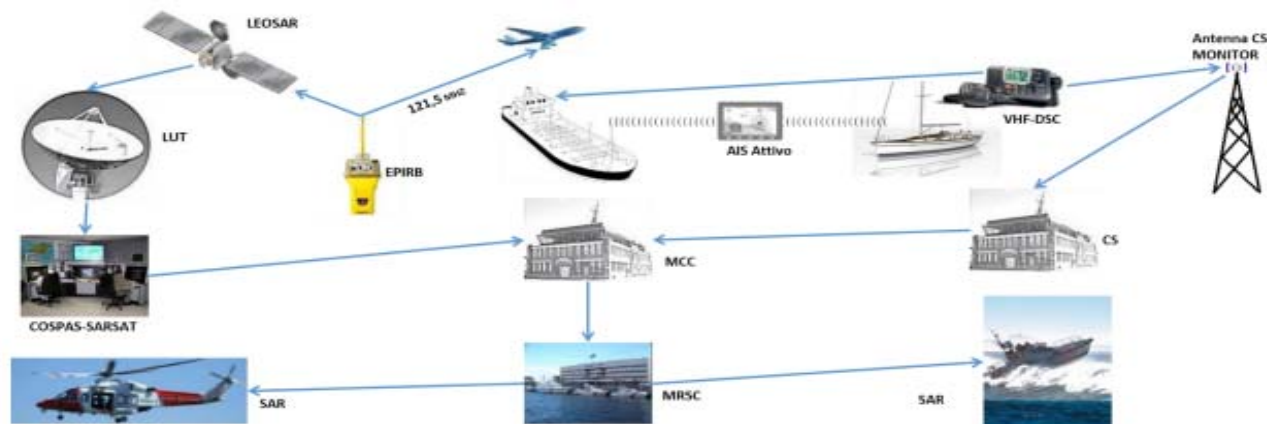 LEOSAR
Antenna CS
MONITOR
121,5 MHZ
LUT
VHF-DSC
AIS Attivo
EPIRB
CS
MCC
COSPAS-SARSAT
MRSC
SAR
SAR